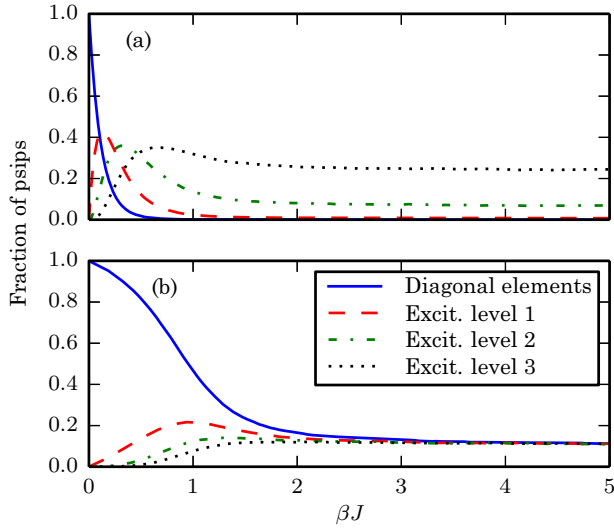 1.0
(a)
0.8
0.6
0.4
0.2
0.0
Fraction of psips
1.0
(b)
0.8
0.6
0.4
0.2
0.0
Diagonal elements
Excit. level 1
Excit. level 2
Excit. level 3
0 1 2 3 4 5
βJ